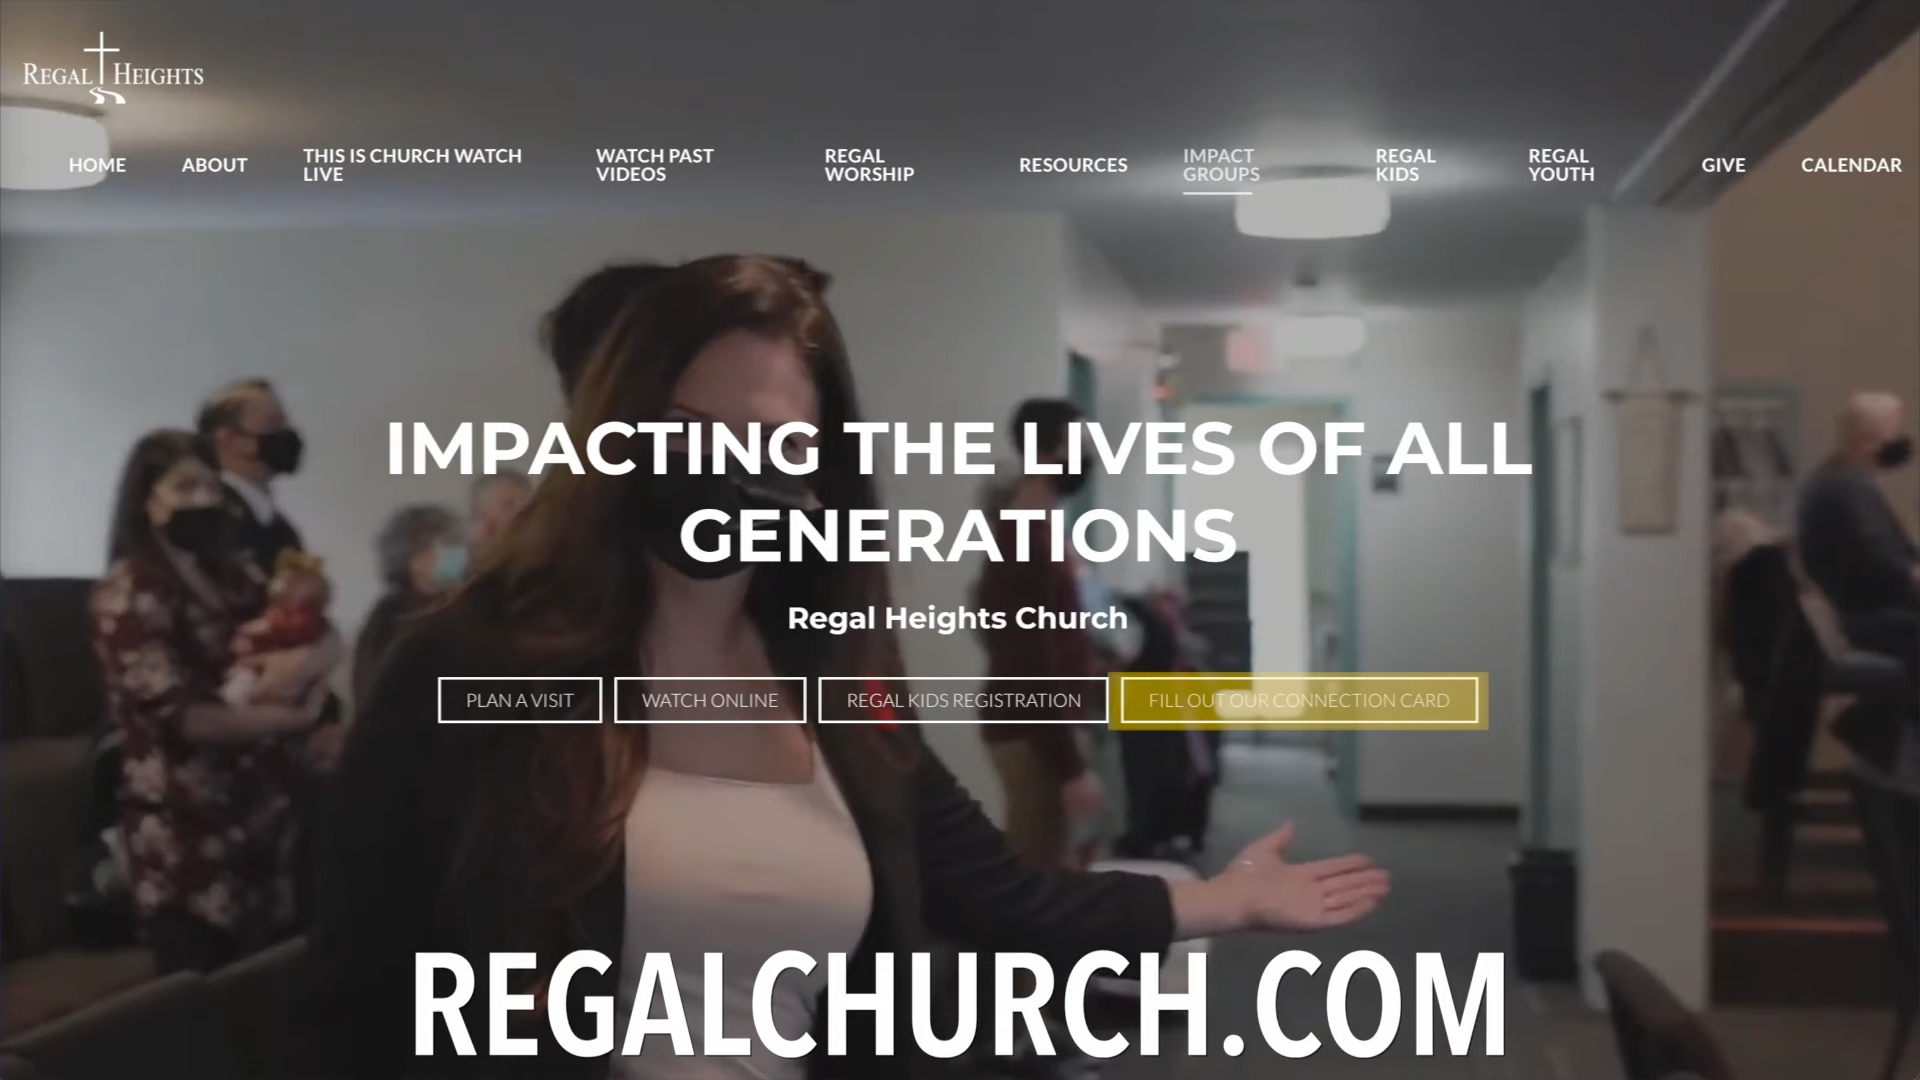 REGAL HEIGHTS
HOME
ABOUT
THIS IS CHURCH WATCH
LIVE
WATCH PAST
VIDEOS
REGAL
WORSHIP
RESOURCES
IMPACT
GROUPS
REGAL
KIDS
REGAL
YOUTH
GIVE
CALENDAR
IMPACTING THE LIVES OF ALL
GENERATIONS
Regal Heights Church
PLAN A VISIT
WATCH ONLINE
REGAL KIDS REGISTRATION
FILL OUT OUR CONNECTION CARD
REGALCHURCH.COM